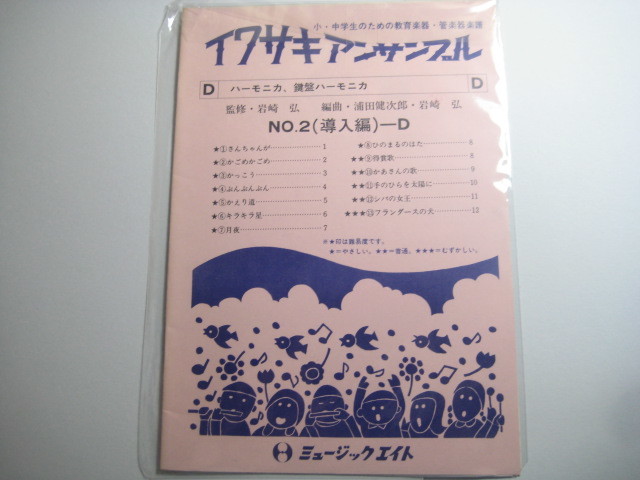 小・中学生のための教育楽器・管楽器楽譜
イワサキアンサンブル
D ハーモニカ、鍵盤ハーモニカ D
監修・岩崎 弘 編曲・浦田健次郎・岩崎 弘
NO.2(導入編)—D
★①さんちゃんが 1
★②かごめかごめ 2
★③かっこう 3
★④ぶんぶんぶん 4
★⑤かえり道 5
★⑥キラキラ星 6
★⑦月夜 7
★⑧ひのまるのはた 8
★★⑨得賞歌 8
★★⑩かあさんの歌 9
★★⑪手のひらを太陽に 10
★★⑫シバの女王 11
★★★⑬フランダースの犬 12
※★印は難易度です。
★=やさしい。★★=普通。★★★=むずかしい。
ミュージックエイト